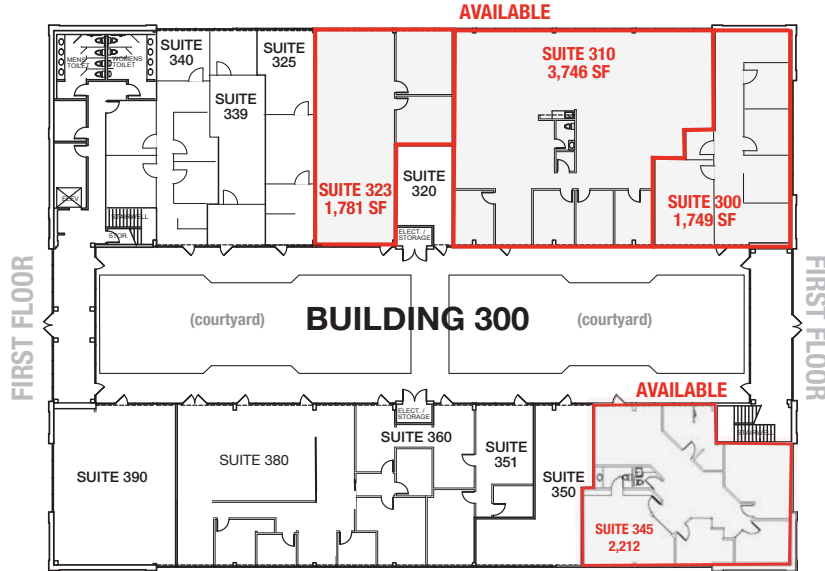 AVAILABLE
SUITE
340
SUITE
325
SUITE 310
3,746 SF
MENS
TOILET
WOMENS
TOILET
SUITE
339
SUITE 323
1,781 SF
SUITE
320
SUITE 300
1,749 SF
ELEV
STAIRWELL
STOR.
ELECT. /
STORAGE
FIRST FLOOR
(courtyard)
BUILDING 300
(courtyard)
FIRST FLOOR
AVAILABLE
ELECT. /
STORAGE
STAIRWELL
SUITE 390
SUITE 380
SUITE 360
SUITE
351
SUITE
350
SUITE 345
2,212